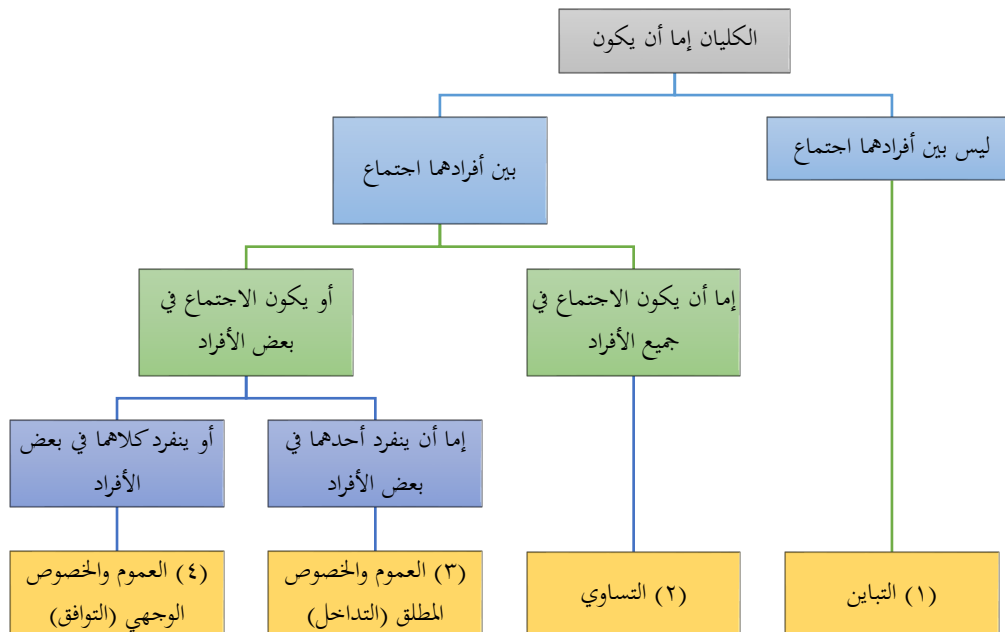 الكليان إما أن يكون
ليس بين أفرادهما اجتماع
بين أفرادهما اجتماع
إما أن يكون الاجتماع في
جميع الأفراد
أو يكون الاجتماع في
بعض الأفراد
إما أن ينفرد أحدهما في
بعض الأفراد
أو ينفرد كلاهما في بعض
الأفراد
(١) التباين
(٢) التساوي
(٣) العموم والخصوص
المطلق (التداخل)
(٤) العموم والخصوص
الوجهي (التوافق)